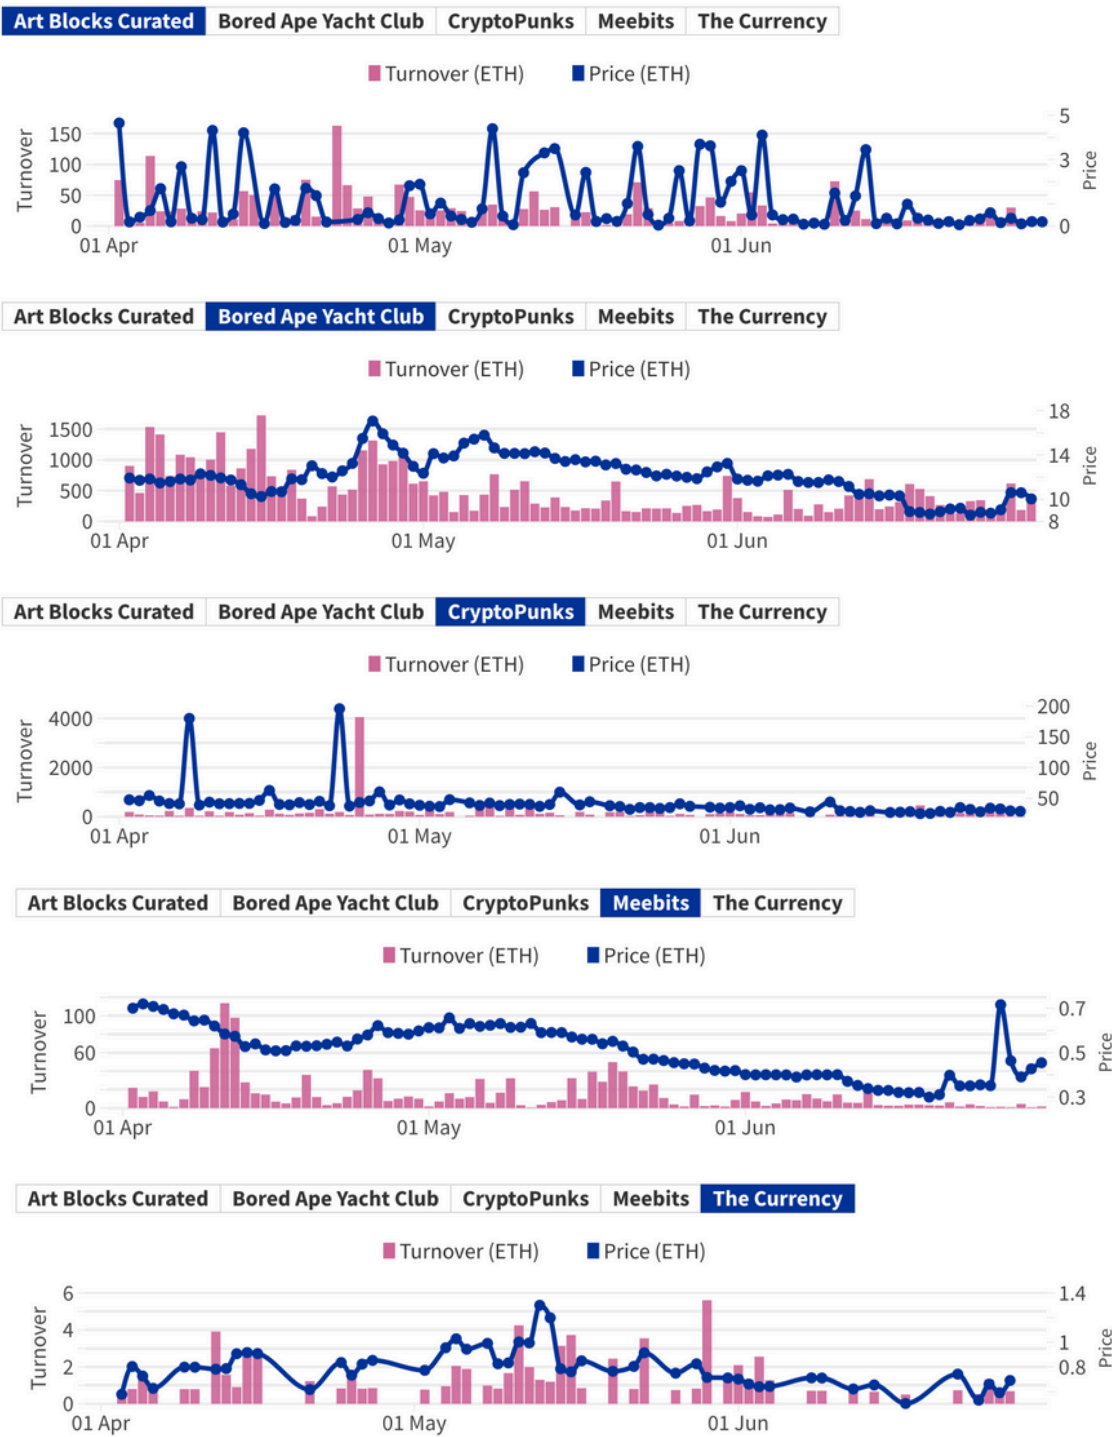 Art Blocks Curated Bored Ape Yacht Club CryptoPunks Meebits The Currency
Turnover (ETH) Price (ETH)
Turnover
150
100
50
0
5
3
0
Price
01 Apr 01 May 01 Jun
Art Blocks Curated Bored Ape Yacht Club CryptoPunks Meebits The Currency
Turnover (ETH) Price (ETH)
Turnover
1500
1000
500
0
18
14
10
8
Price
01 Apr 01 May 01 Jun
Art Blocks Curated Bored Ape Yacht Club CryptoPunks Meebits The Currency
Turnover (ETH) Price (ETH)
Turnover
4000
2000
0
200
150
100
50
Price
01 Apr 01 May 01 Jun
Art Blocks Curated Bored Ape Yacht Club CryptoPunks Meebits The Currency
Turnover (ETH) Price (ETH)
Turnover
100
60
0
0.7
0.5
0.3
Price
01 Apr 01 May 01 Jun
Art Blocks Curated Bored Ape Yacht Club CryptoPunks Meebits The Currency
Turnover (ETH) Price (ETH)
Turnover
6
4
2
0
1.4
1
0.8
Price
01 Apr 01 May 01 Jun